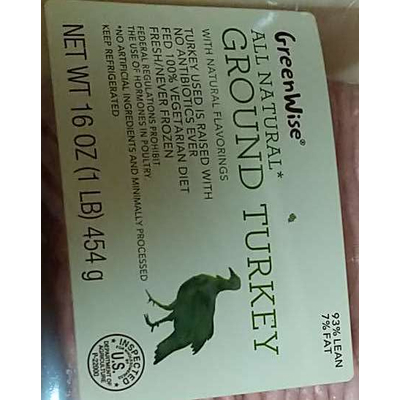 GreenWise®
ALL NATURAL*
GROUND TURKEY
WITH NATURAL FLAVORINGS
TURKEY USED IS RAISED WITH
NO ANTIBIOTICS EVER
FED 100% VEGETARIAN DIET
FRESH/NEVER FROZEN
FEDERAL REGULATIONS PROHIBIT
THE USE OF HORMONES IN POULTRY.
*NO ARTIFICIAL INGREDIENTS AND MINIMALLY PROCESSED
KEEP REFRIGERATED
NET WT 16 OZ (1 LB) 454 g
93% LEAN
7% FAT
INSPECTED
U.S.
DEPARTMENT OF
AGRICULTURE